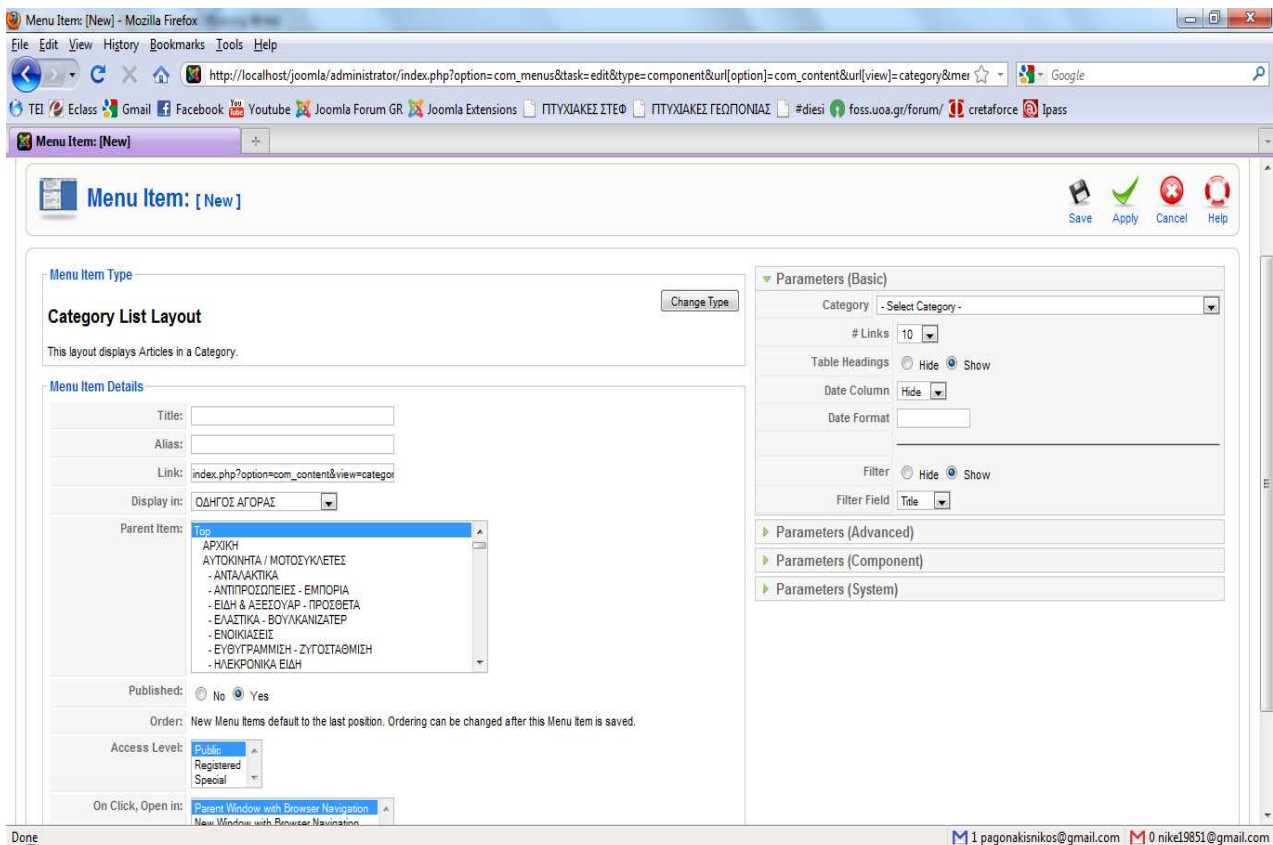 Menu Item: [New] - Mozilla Firefox
File Edit View History Bookmarks Tools Help
http://localhost/joomla/administrator/index.php?option=com_menus&task=edit&type=component&url[option]=com_content&url[view]=category&mer
Google
TEI Eclass Gmail Facebook Youtube Joomla Forum GR Joomla Extensions ΠΤΥΧΙΑΚΕΣ ΣΤΕΦ ΠΤΥΧΙΑΚΕΣ ΓΕΩΠΟΝΙΑΣ #diesi foss.uoa.gr/forum/ cretaforce Ipass
Menu Item: [New]
Menu Item: [ New ]
Save Apply Cancel Help
Menu Item Type
Change Type
Category List Layout
This layout displays Articles in a Category.
Menu Item Details
Title:
Alias:
Link: index.php?option=com_content&view=categor
Display in: ΟΔΗΓΟΣ ΑΓΟΡΑΣ
Parent Item: Top
ΑΡΧΙΚΗ
ΑΥΤΟΚΙΝΗΤΑ / ΜΟΤΟΣΥΚΛΕΤΕΣ
- ΑΝΤΑΛΑΚΤΙΚΑ
- ΑΝΤΙΠΡΟΣΩΠΕΙΕΣ - ΕΜΠΟΡΙΑ
- ΕΙΔΗ & ΑΞΕΣΟΥΑΡ - ΠΡΟΣΘΕΤΑ
- ΕΛΑΣΤΙΚΑ - ΒΟΥΛΚΑΝΙΖΑΤΕΡ
- ΕΝΟΙΚΙΑΣΕΙΣ
- ΕΥΘΥΓΡΑΜΜΙΣΗ - ΖΥΓΟΣΤΑΘΜΙΣΗ
- ΗΛΕΚΡΟΝΙΚΑ ΕΙΔΗ
Published: No Yes
Order: New Menu Items default to the last position. Ordering can be changed after this Menu Item is saved.
Access Level: Public
Registered
Special
On Click, Open in: Parent Window with Browser Navigation
New Window with Browser Navigation
Parameters (Basic)
Category - Select Category -
# Links 10
Table Headings Hide Show
Date Column Hide
Date Format
Filter Hide Show
Filter Field Title
Parameters (Advanced)
Parameters (Component)
Parameters (System)
Done
1 pagonakisnikos@gmail.com 0 nike19851@gmail.com